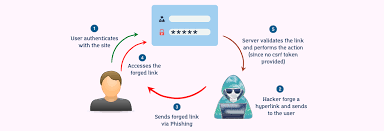 1
User authenticates
with the site
*****
4
Accesses the
forged link
5
Server validates the link
and performs the action
(since no csrf token
provided)
2
Hacker forge a
hyperlink and sends
to the user
3
Sends forged link
via Phishing